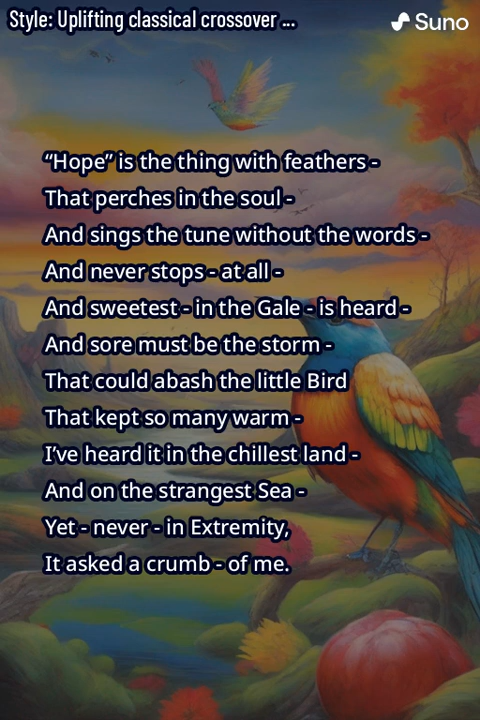 Style: Uplifting classical crossover ...
Suno
“Hope” is the thing with feathers -
That perches in the soul -
And sings the tune without the words -
And never stops - at all -
And sweetest - in the Gale - is heard -
And sore must be the storm -
That could abash the little Bird
That kept so many warm -
I’ve heard it in the chillest land -
And on the strangest Sea -
Yet - never - in Extremity,
It asked a crumb - of me.